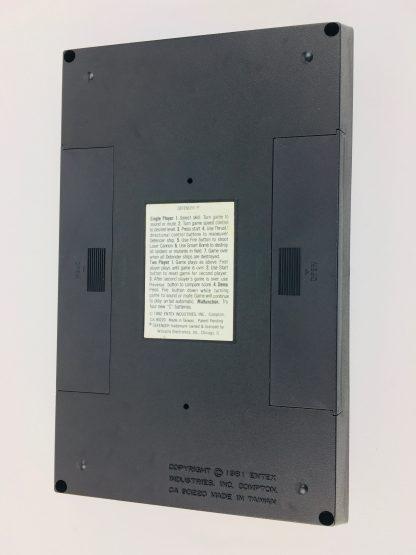 DEFENDER ™
Single Player 1. Select skill. Turn game to
sound or mute. 2. Turn game speed control
to desired level. 3. Press start. 4. Use Thrust/
directional control buttons to maneuver
Defender ship. 5. Use Fire button to shoot
Laser Cannon. 6. Use Smart Bomb to destroy
all landers or mutants in field. 7. Game over
when all Defender ships are destroyed.
Two Player 1. Game plays as above. First
player plays until game is over. 2. Use Start
button to reset game for second player.
3. After second player's game is over use
Previous button to compare score. 4. Demo
Press Fire button down while turning
game to sound or mute. Game will continue
to play on full automatic. Malfunction. Try
four new "C" batteries.
© 1982 ENTEX INDUSTRIES, INC. Compton,
CA 90220 Made in Taiwan Patent Pending
DEFENDER trademark owned & licensed by
Williams Electronics, Inc. Chicago, IL
OPEN
OPEN
COPYRIGHT © 1981 ENTEX
INDUSTRIES, INC. COMPTON,
CA 90220 MADE IN TAIWAN